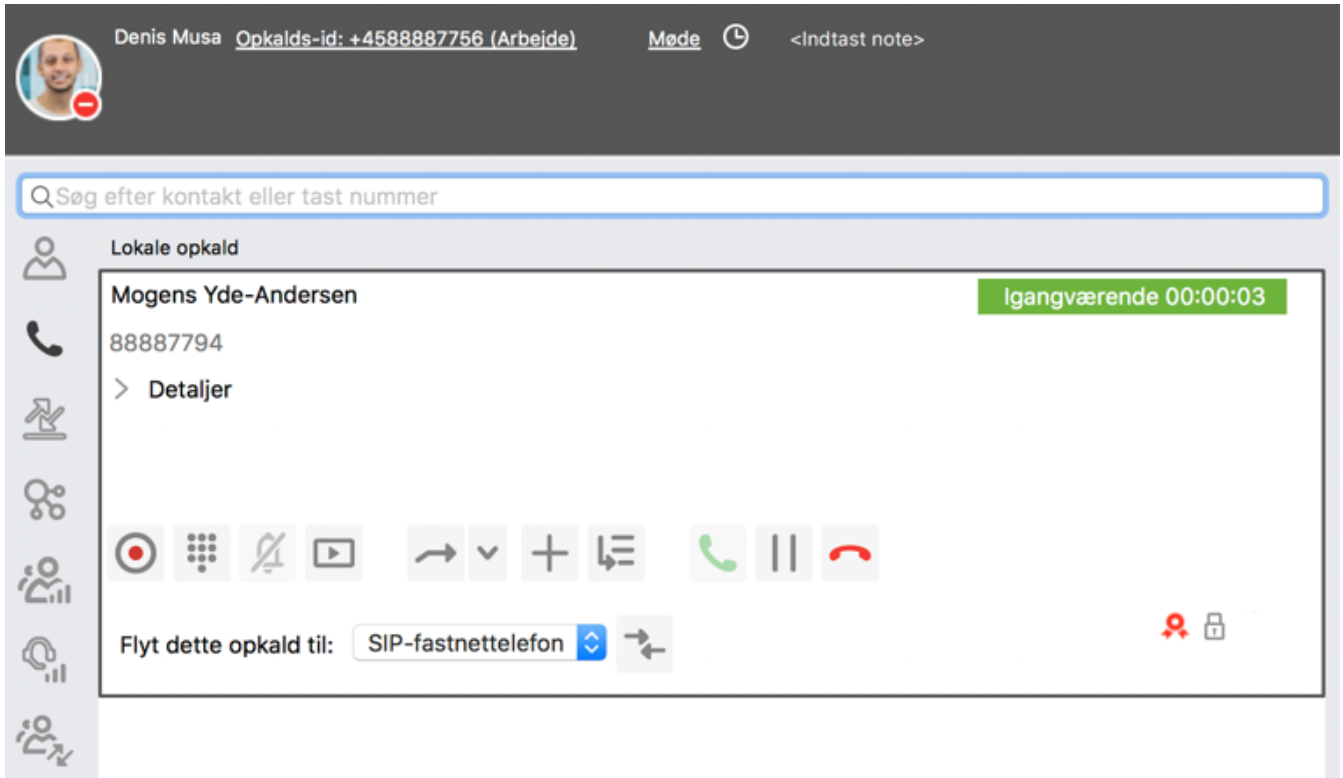 Denis Musa Opkalds-id: +4588887756 (Arbejde) Møde <Indtast note>
Søg efter kontakt eller tast nummer
Lokale opkald
Mogens Yde-Andersen Igangværende 00:00:03
88887794
Detaljer
Flyt dette opkald til: SIP-fastnettelefon